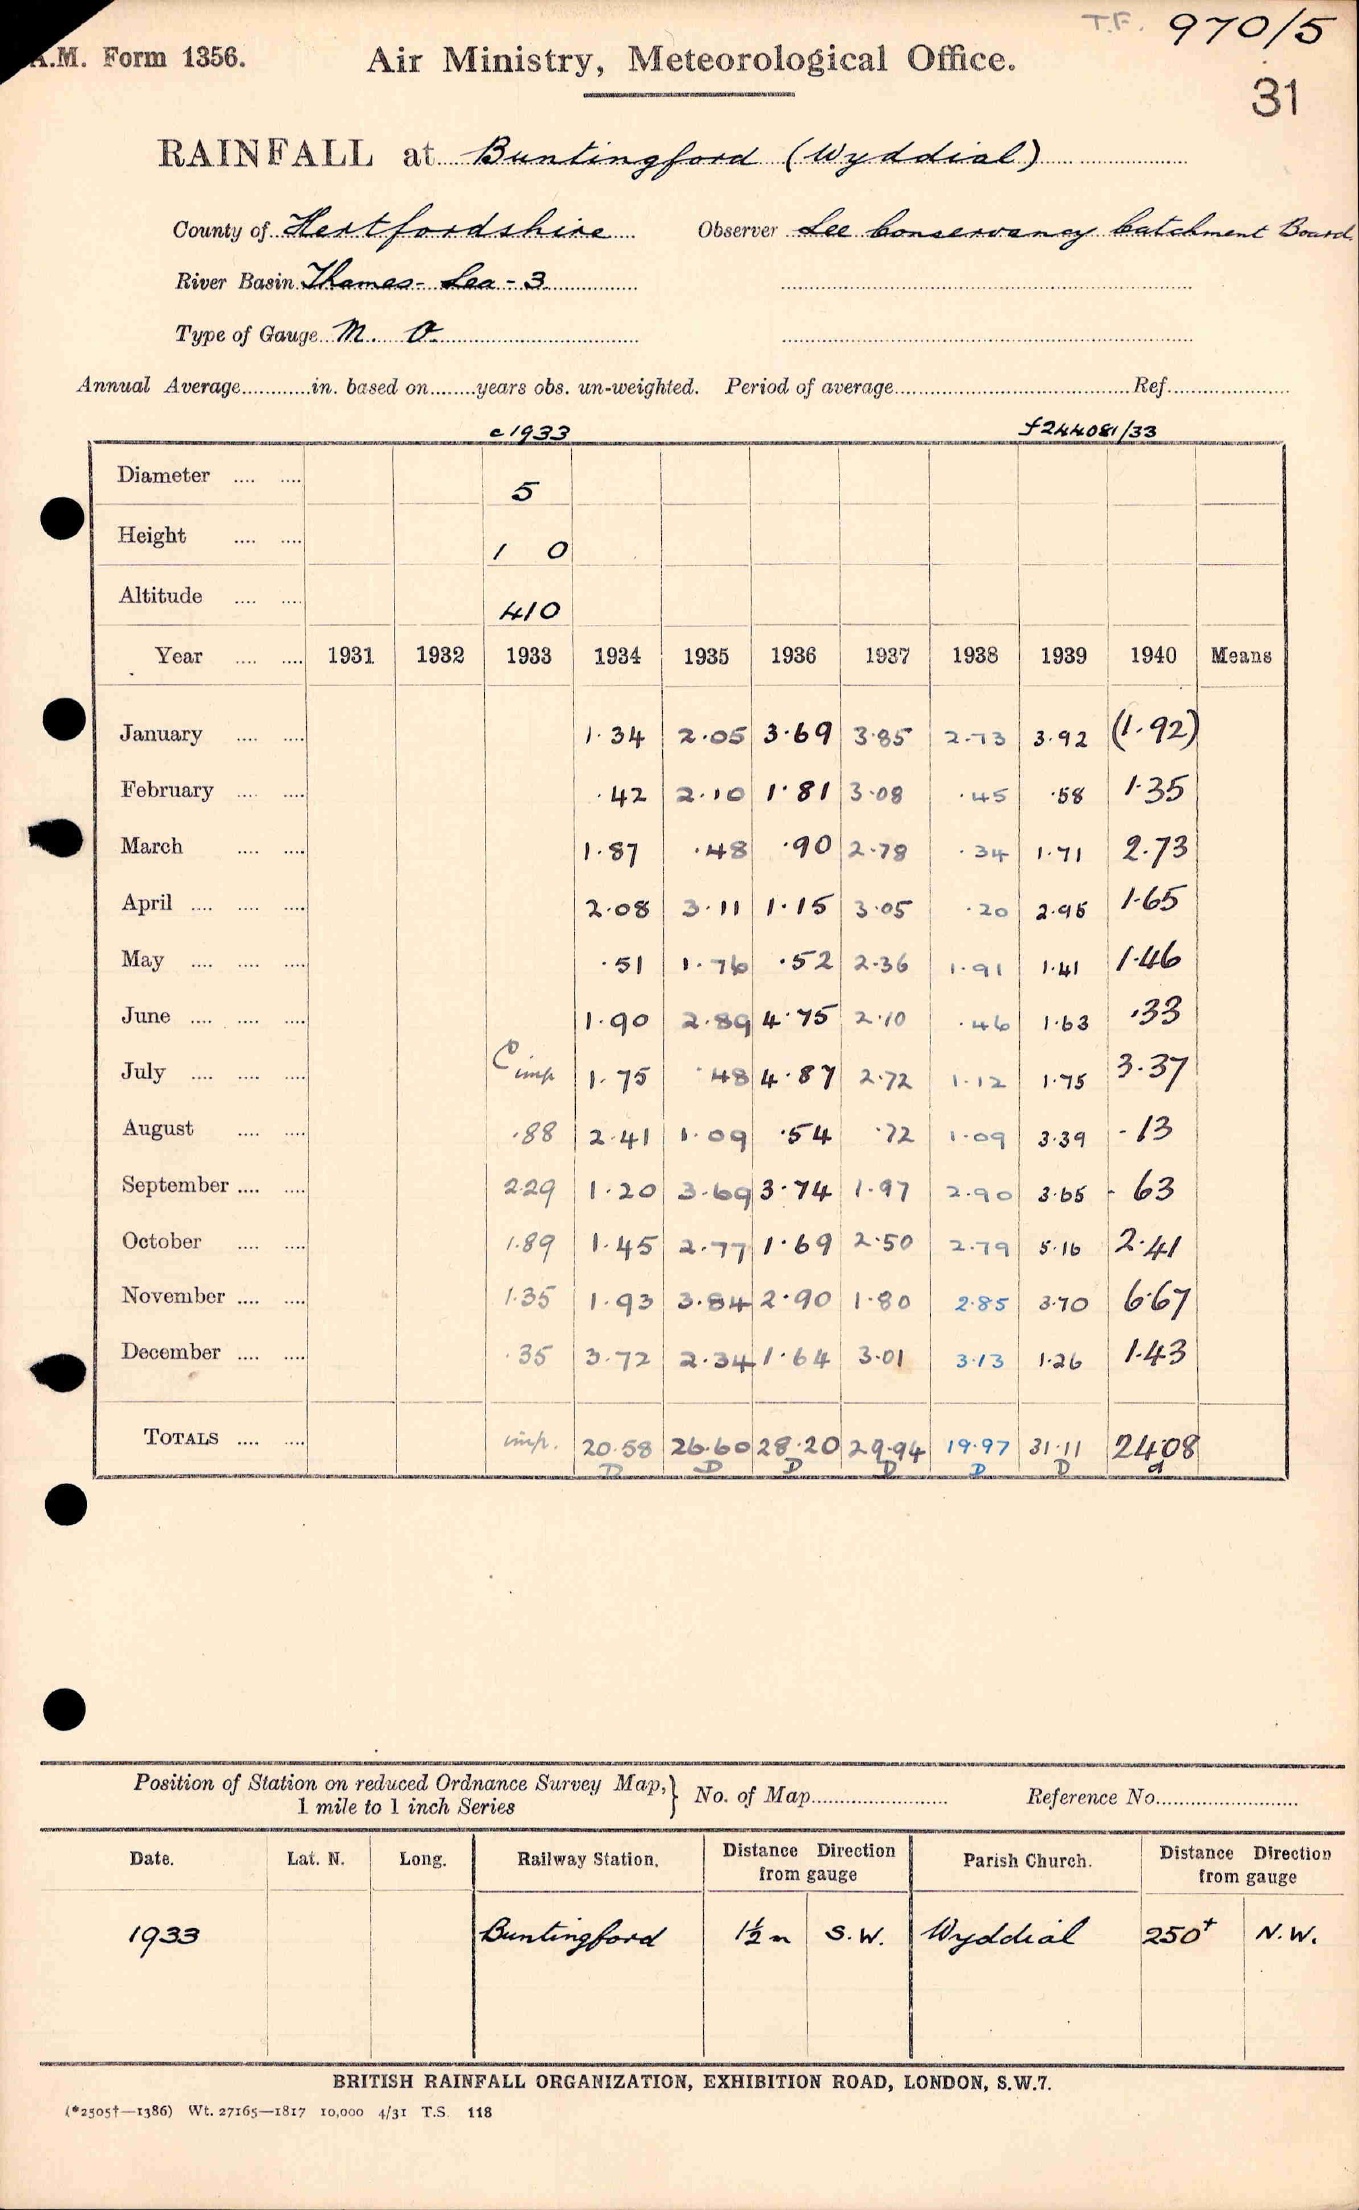 T.F. 970/5
A.M. Form 1356. Air Ministry, Meteorological Office.
31
RAINFALL at Buntingford (Wyddial)
County of Hertfordshire Observer Lee Conservancy Catchment Board.
River Basin Thames - Lea - 3
Type of Gauge M. O.
Annual Average............in. based on........years obs. un-weighted. Period of average.......... Ref..........
c1933 f244081/33
Diameter .... .... 5
Height .... .... 1 0
Altitude .... .... 410
Year .... .... 1931 1932 1933 1934 1935 1936 1937 1938 1939 1940 Means
January .... .... 1.34 2.05 3.69 3.85 2.73 3.92 (1.92)
February .... .... .42 2.10 1.81 3.08 .45 .58 1.35
March .... .... 1.87 .48 .90 2.78 .34 1.71 2.73
April .... .... .... 2.08 3.11 1.15 3.05 .20 2.95 1.65
May .... .... .... .51 1.76 .52 2.36 1.91 1.41 1.46
June .... .... .... 1.90 2.89 4.75 2.10 .46 1.63 .33
July .... .... .... C imp 1.75 .48 4.87 2.72 1.12 1.75 3.37
August .... .... .88 2.41 1.09 .54 .72 1.09 3.39 .13
September .... .... 2.29 1.20 3.69 3.74 1.97 2.90 3.65 .63
October .... .... 1.89 1.45 2.77 1.69 2.50 2.79 5.16 2.41
November .... .... 1.35 1.93 3.84 2.90 1.80 2.85 3.70 6.67
December .... .... .35 3.72 2.34 1.64 3.01 3.13 1.26 1.43
TOTALS .... .... imp. 20.58 26.60 28.20 29.94 19.97 31.11 24.08
D D D D D D d
Position of Station on reduced Ordnance Survey Map, } No. of Map.......... Reference No..........
1 mile to 1 inch Series
Date. Lat. N. Long. Railway Station. Distance Direction from gauge Parish Church. Distance Direction from gauge
1933 Buntingford 1½ m S.W. Wyddial 250+ N.W.
BRITISH RAINFALL ORGANIZATION, EXHIBITION ROAD, LONDON, S.W.7.
(*2505†—1386) Wt. 27165—1817 10,000 4/31 T.S. 118